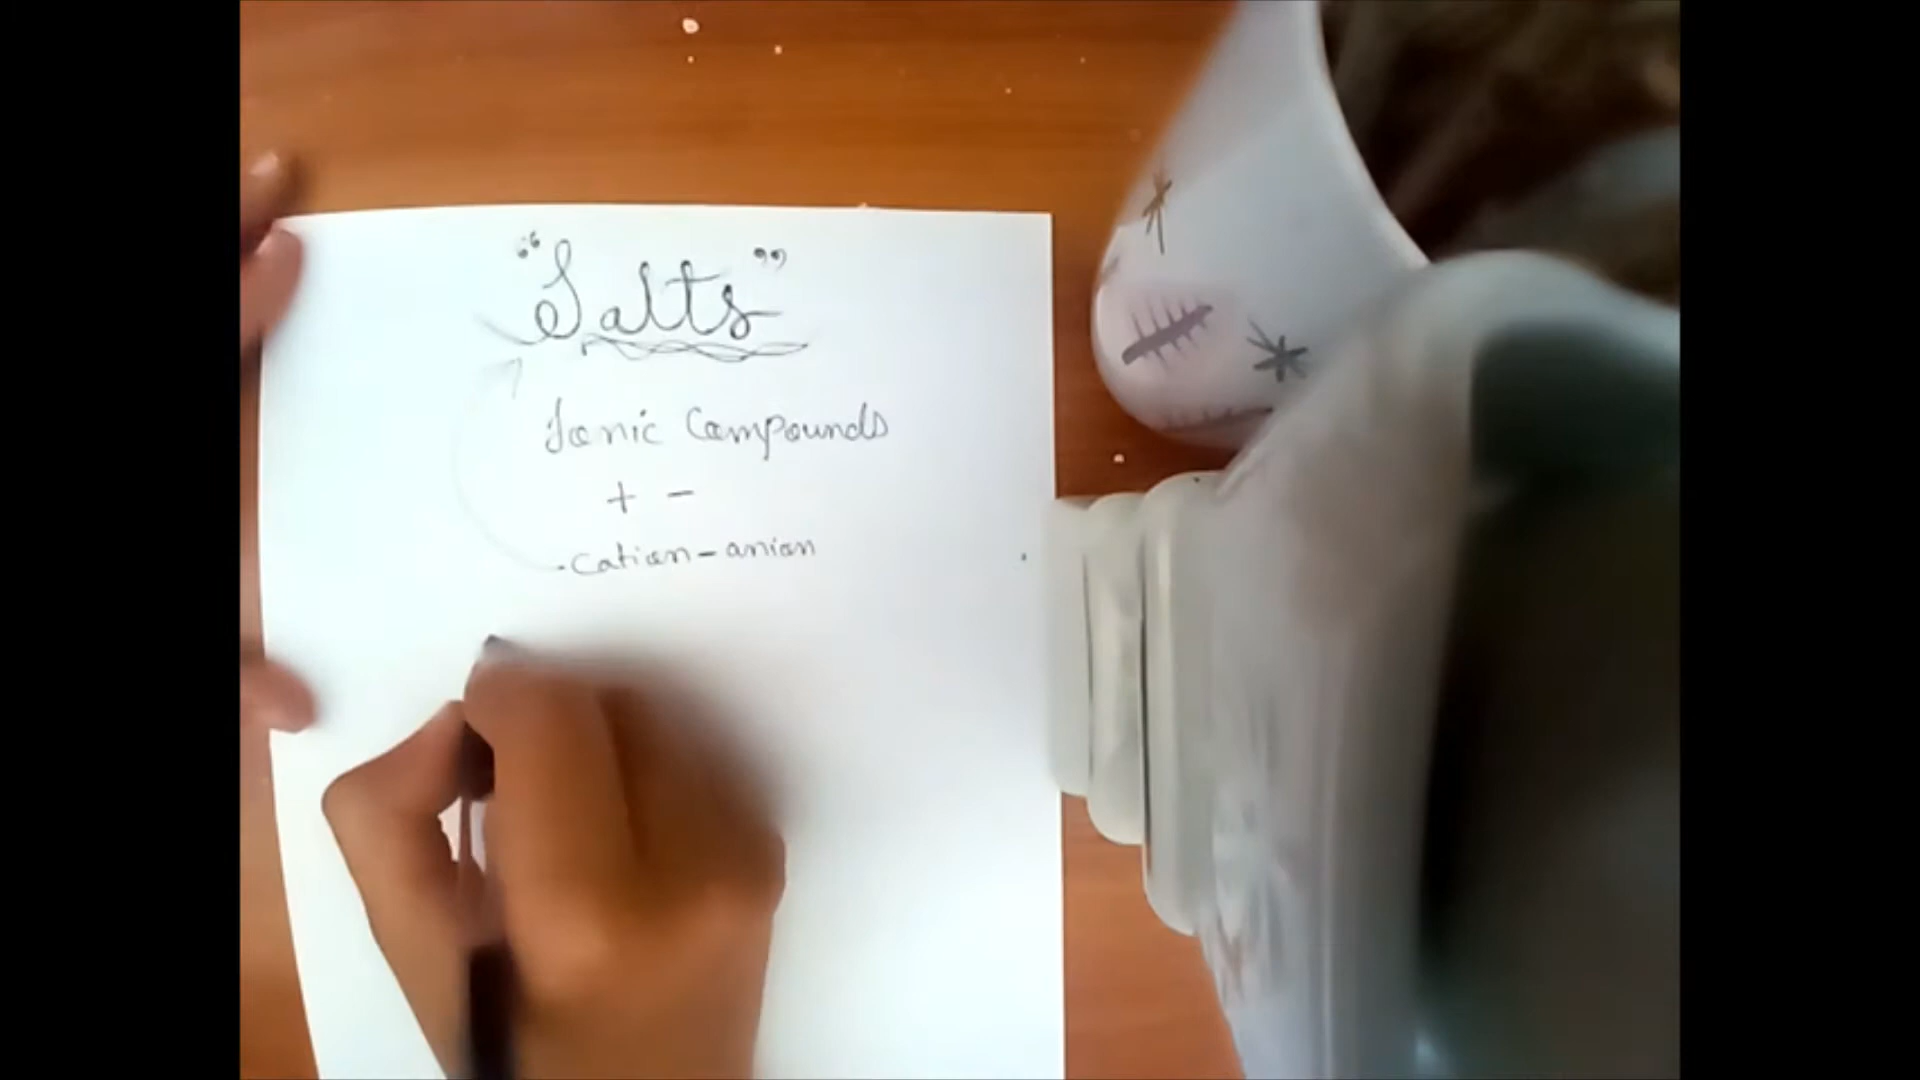 "Salts"
Ionic Compounds
+ -
. Cation - anion